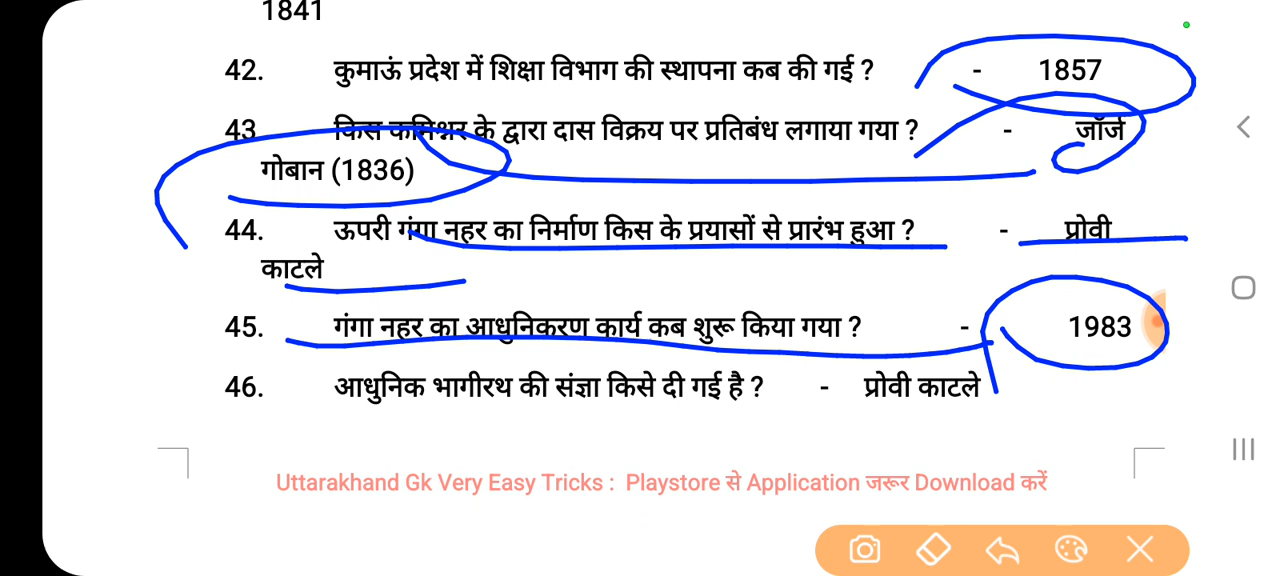 1841
42. कुमाऊं प्रदेश में शिक्षा विभाग की स्थापना कब की गई ? - 1857
43 किस कमिश्नर के द्वारा दास विक्रय पर प्रतिबंध लगाया गया ? - जॉर्ज
गोबान (1836)
44. ऊपरी गंगा नहर का निर्माण किस के प्रयासों से प्रारंभ हुआ ? - प्रोवी
काटले
45. गंगा नहर का आधुनिकरण कार्य कब शुरू किया गया ? - 1983
46. आधुनिक भागीरथ की संज्ञा किसे दी गई है ? - प्रोवी काटले
Uttarakhand Gk Very Easy Tricks : Playstore से Application जरूर Download करें